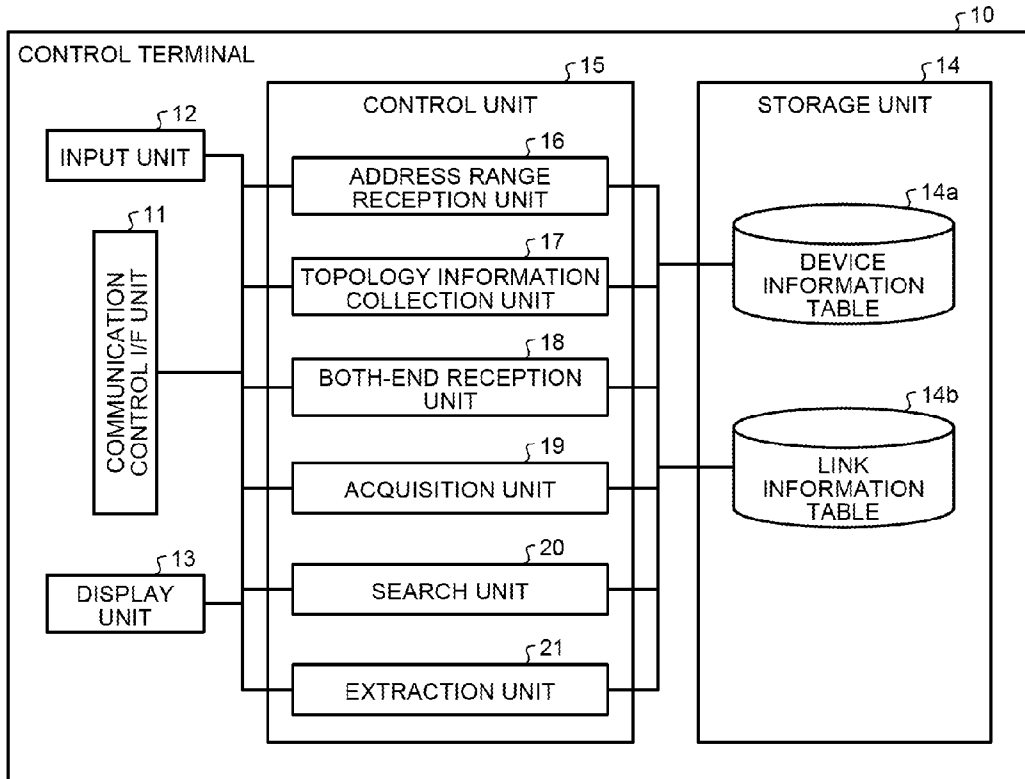 10
CONTROL TERMINAL
15
CONTROL UNIT
14
STORAGE UNIT
12
INPUT UNIT
11
COMMUNICATION
CONTROL I/F UNIT
13
DISPLAY
UNIT
16
ADDRESS RANGE
RECEPTION UNIT
17
TOPOLOGY INFORMATION
COLLECTION UNIT
18
BOTH-END RECEPTION
UNIT
19
ACQUISITION UNIT
20
SEARCH UNIT
21
EXTRACTION UNIT
14a
DEVICE
INFORMATION
TABLE
14b
LINK
INFORMATION
TABLE